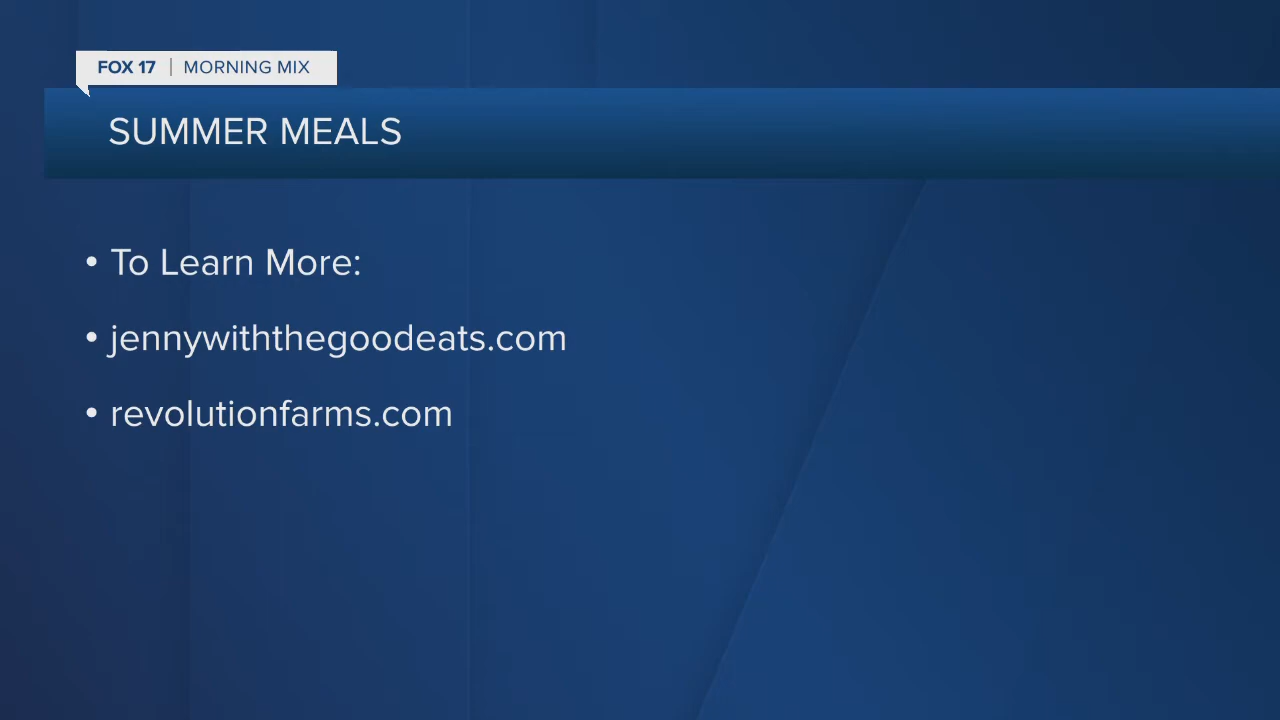 FOX 17 | MORNING MIX
SUMMER MEALS
• To Learn More:
• jennywiththegoodeats.com
• revolutionfarms.com